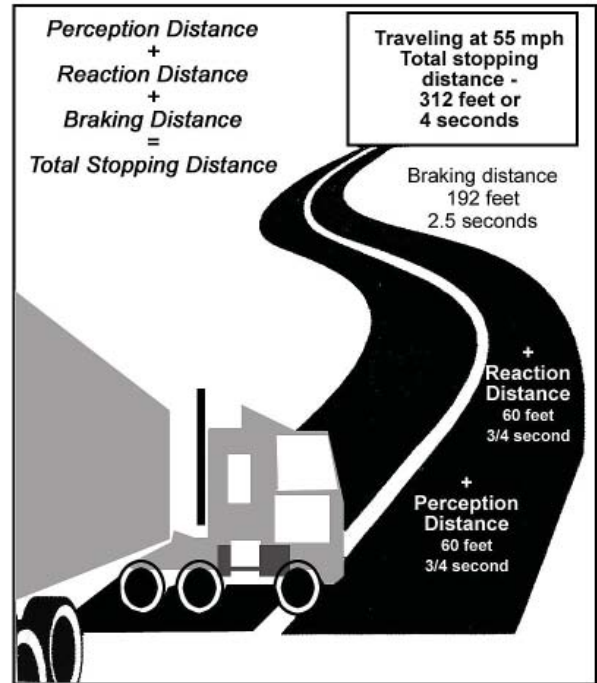 Perception Distance
+
Reaction Distance
+
Braking Distance
=
Total Stopping Distance
Traveling at 55 mph
Total stopping
distance -
312 feet or
4 seconds
Braking distance
192 feet
2.5 seconds
+
Reaction
Distance
60 feet
3/4 second
+
Perception
Distance
60 feet
3/4 second